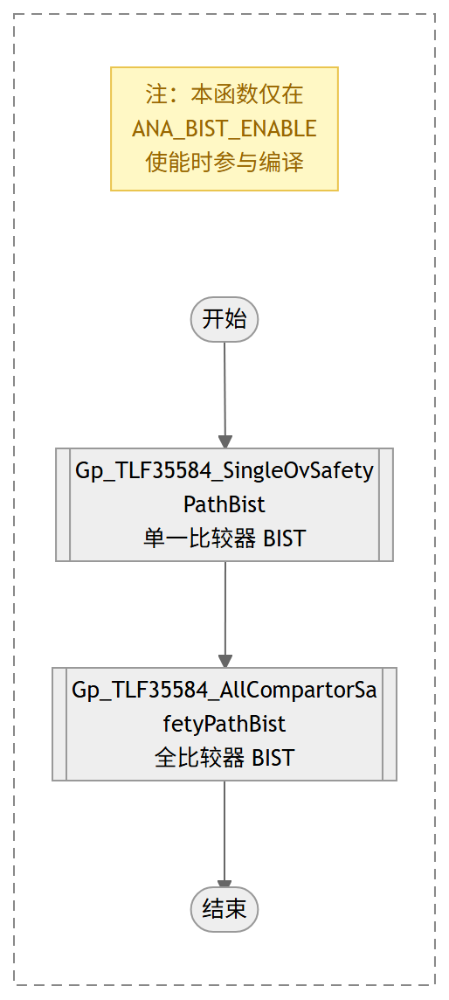 注：本函数仅在
ANA_BIST_ENABLE
使能时参与编译
开始
Gp_TLF35584_SingleOvSafety
PathBist
单一比较器 BIST
Gp_TLF35584_AllCompartorSa
fetyPathBist
全比较器 BIST
结束